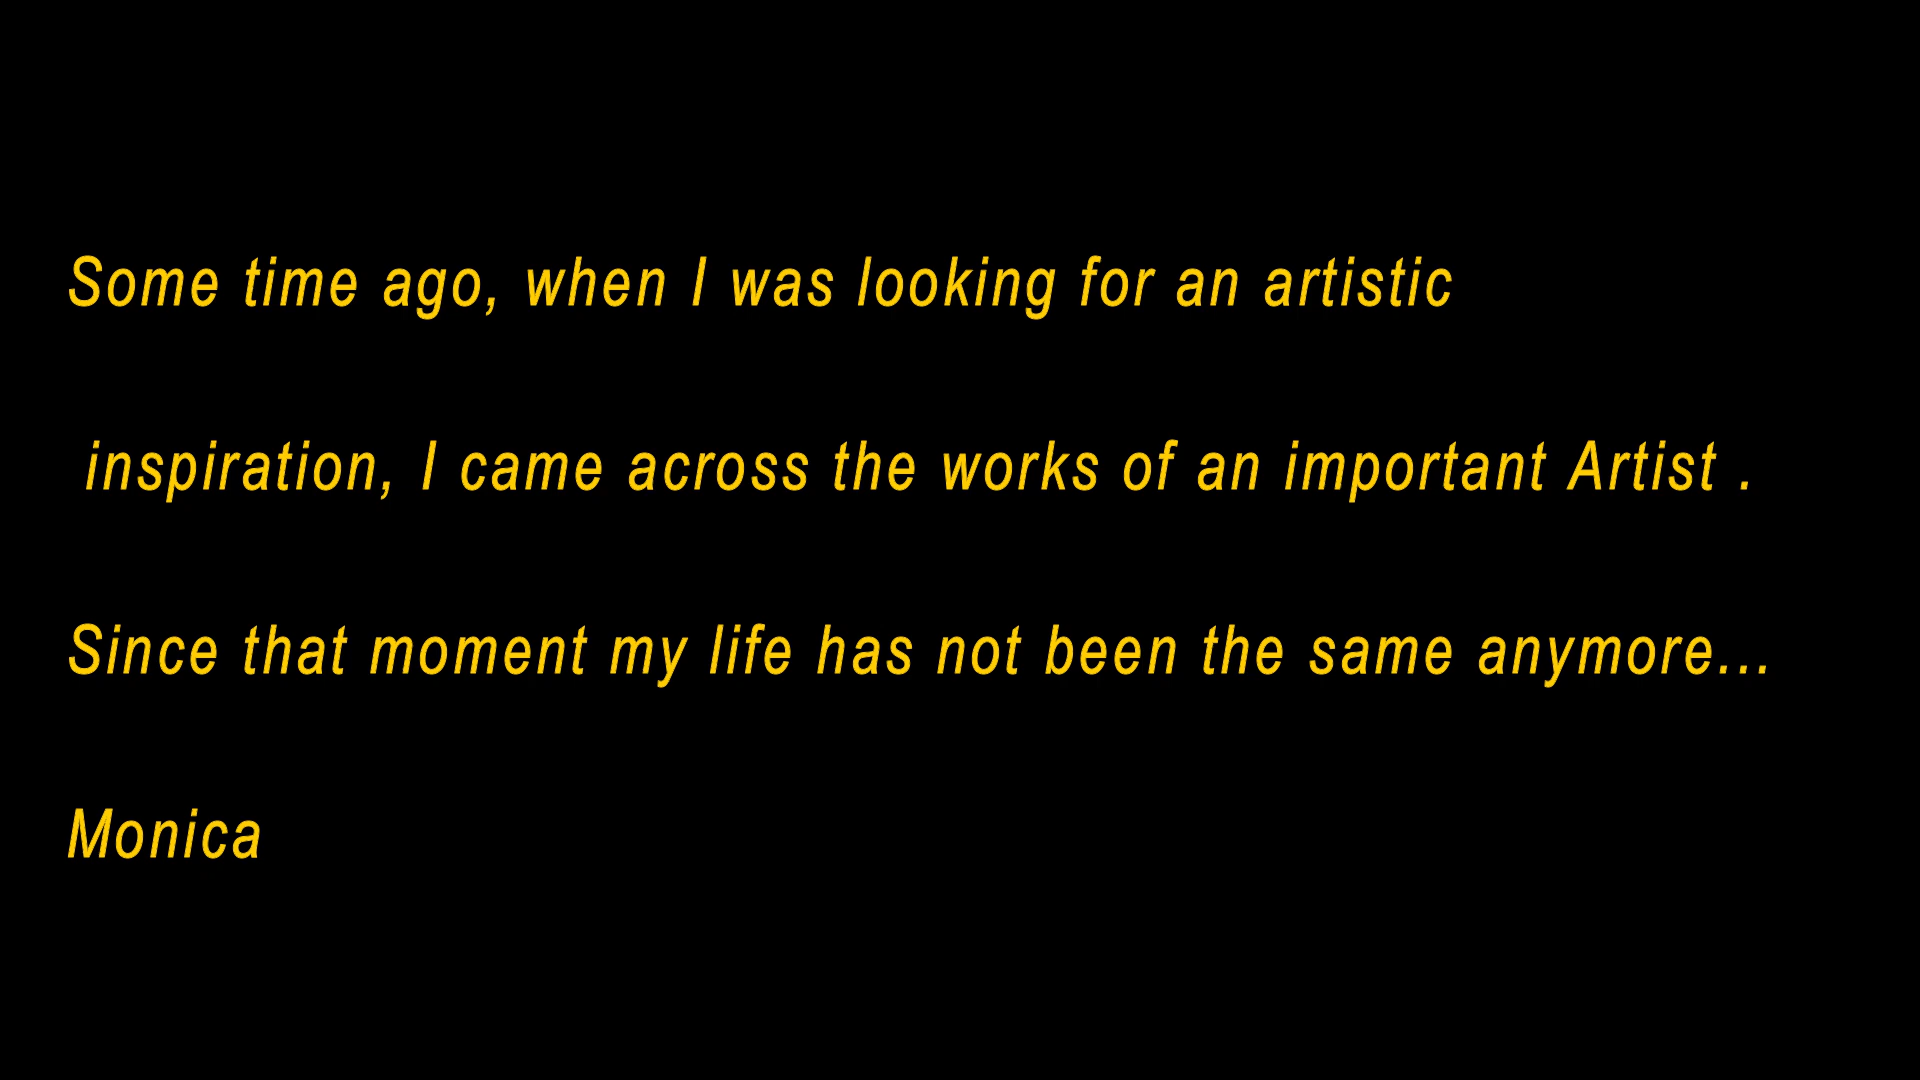 Some time ago, when I was looking for an artistic
inspiration, I came across the works of an important Artist .
Since that moment my life has not been the same anymore...
Monica